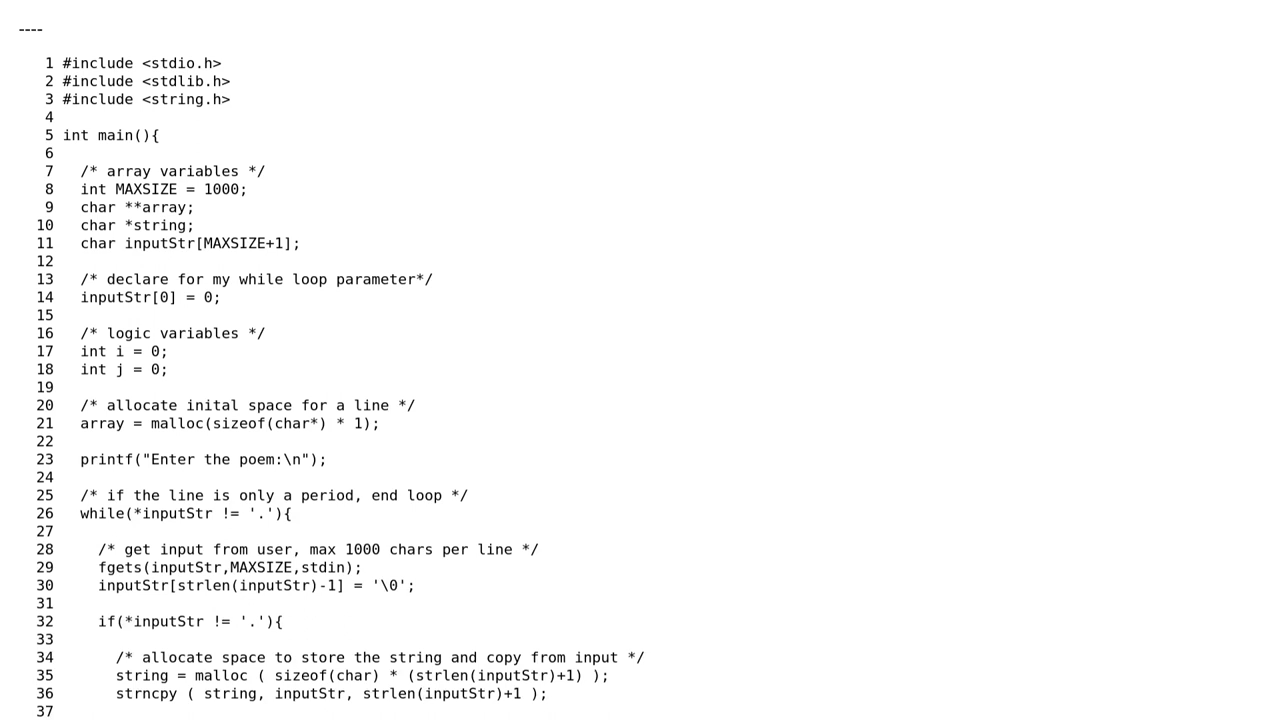 ----
1 #include <stdio.h>
2 #include <stdlib.h>
3 #include <string.h>
4
5 int main(){
6
7   /* array variables */
8   int MAXSIZE = 1000;
9   char **array;
10   char *string;
11   char inputStr[MAXSIZE+1];
12
13   /* declare for my while loop parameter*/
14   inputStr[0] = 0;
15
16   /* logic variables */
17   int i = 0;
18   int j = 0;
19
20   /* allocate inital space for a line */
21   array = malloc(sizeof(char*) * 1);
22
23   printf("Enter the poem:\n");
24
25   /* if the line is only a period, end loop */
26   while(*inputStr != '.'){
27
28     /* get input from user, max 1000 chars per line */
29     fgets(inputStr,MAXSIZE,stdin);
30     inputStr[strlen(inputStr)-1] = '\0';
31
32     if(*inputStr != '.'){
33
34       /* allocate space to store the string and copy from input */
35       string = malloc ( sizeof(char) * (strlen(inputStr)+1) );
36       strncpy ( string, inputStr, strlen(inputStr)+1 );
37